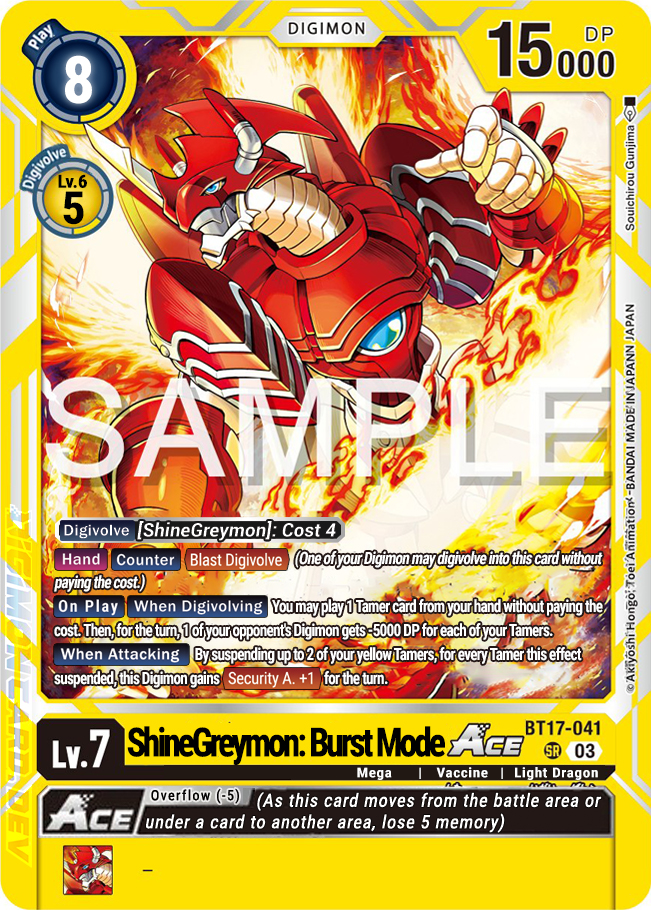 DIGIMON
Play
8
15000
DP
Digivolve
Lv.6
5
Souichirou Gunjima
SAMPLE
© Akiyoshi Hongo, Toei Animation -BANDAI MADE IN JAPANN JAPAN
Digivolve [ShineGreymon]: Cost 4
Hand Counter Blast Digivolve (One of your Digimon may digivolve into this card without
paying the cost.)
On Play When Digivolving You may play 1 Tamer card from your hand without paying the
cost. Then, for the turn, 1 of your opponent's Digimon gets -5000 DP for each of your Tamers.
When Attacking By suspending up to 2 of your yellow Tamers, for every Tamer this effect
suspended, this Digimon gains Security A. +1 for the turn.
DIGIMONCARD.DEV
BT17-041
Lv.7 ShineGreymon: Burst Mode ACE
SR 03
Mega | Vaccine | Light Dragon
ACE
Overflow (-5) (As this card moves from the battle area or
under a card to another area, lose 5 memory)
–